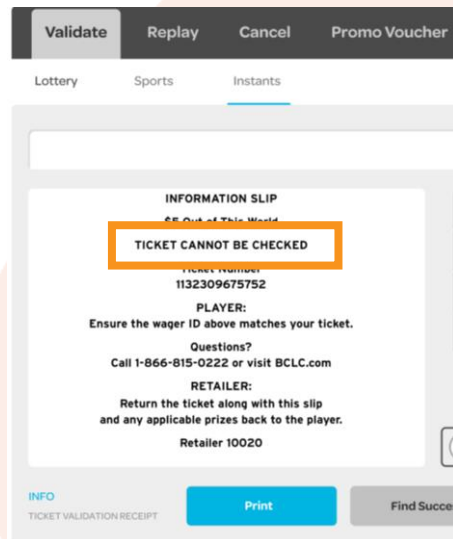 Validate Replay Cancel Promo Voucher
Lottery Sports Instants
INFORMATION SLIP
$5 Out of This World
TICKET CANNOT BE CHECKED
Ticket Number
1132309675752
PLAYER:
Ensure the wager ID above matches your ticket.
Questions?
Call 1-866-815-0222 or visit BCLC.com
RETAILER:
Return the ticket along with this slip
and any applicable prizes back to the player.
Retailer 10020
INFO
TICKET VALIDATION RECEIPT
Print
Find Succe